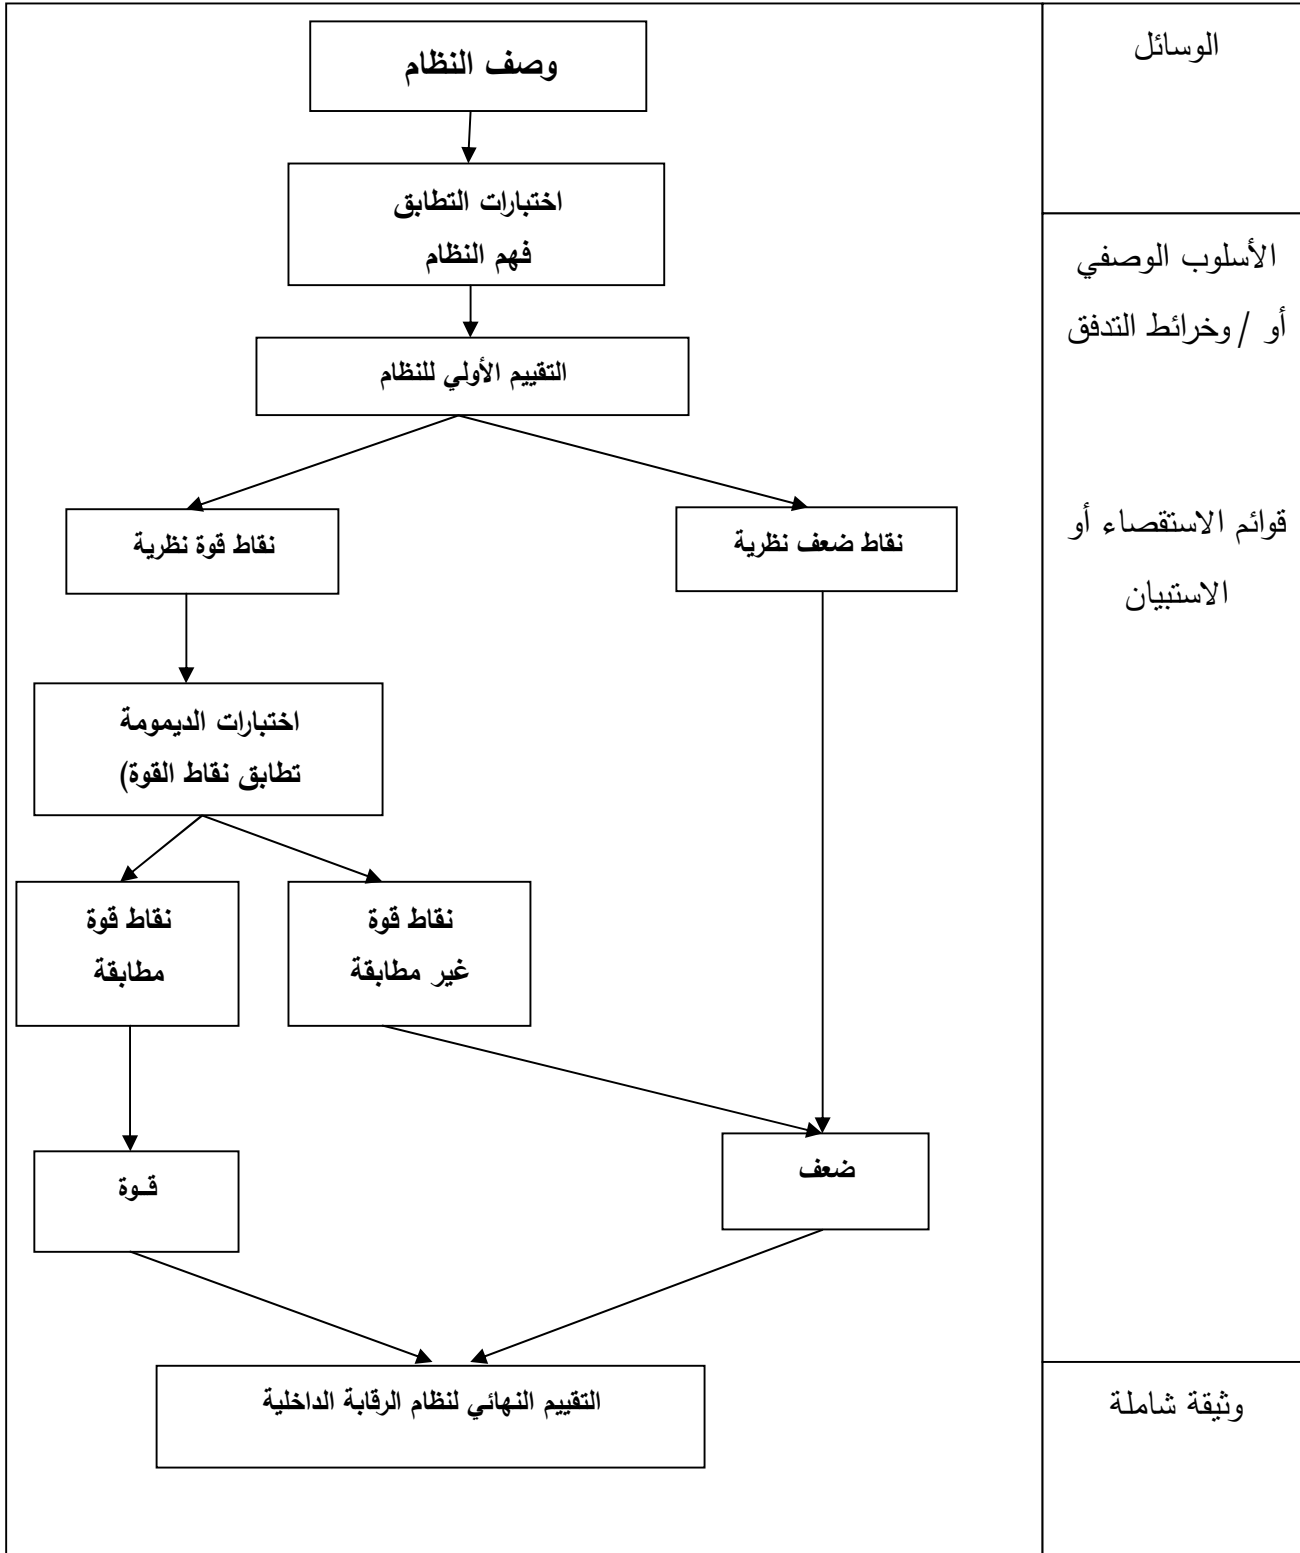 الوسائل
وصف النظام
اختبارات التطابق
فهم النظام
الأسلوب الوصفي
أو / وخرائط التدفق
التقييم الأولي للنظام
قوائم الاستقصاء أو
الاستبيان
نقاط ضعف نظرية
نقاط قوة نظرية
اختبارات الديمومة
تطابق نقاط القوة)
نقاط قوة
غير مطابقة
نقاط قوة
مطابقة
ضعف
قــوة
التقييم النهائي لنظام الرقابة الداخلية
وثيقة شاملة